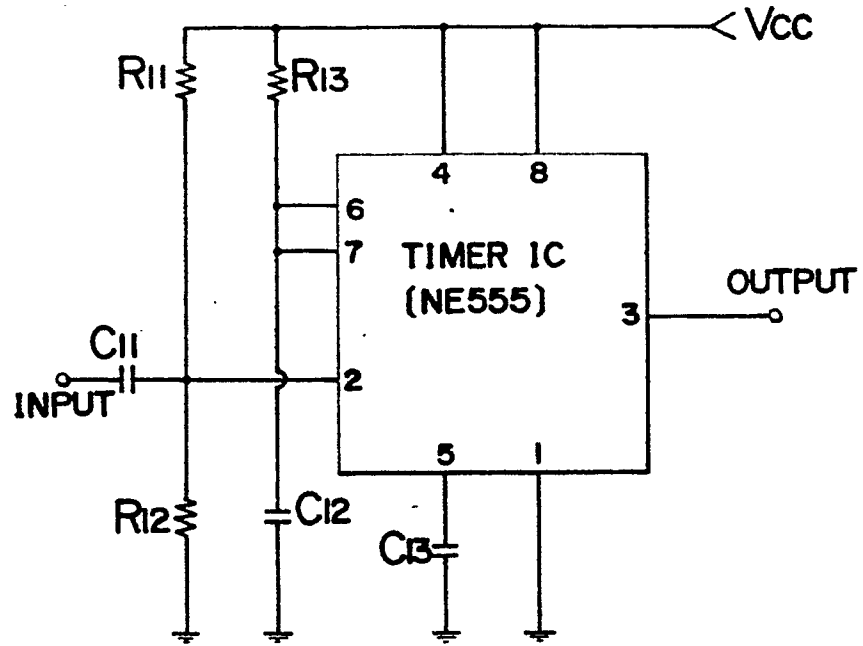 VCC
R11
R13
4
8
6
7
TIMER IC
(NE555)
OUTPUT
3
C11
2
INPUT
5
1
R12
C12
C13